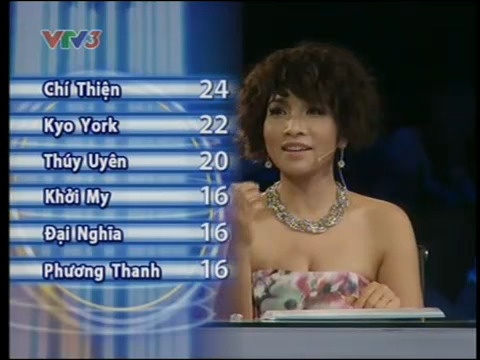 VTV3
Chí Thiện 24
Kyo York 22
Thúy Uyên 20
Khởi My 16
Đại Nghĩa 16
Phương Thanh 16